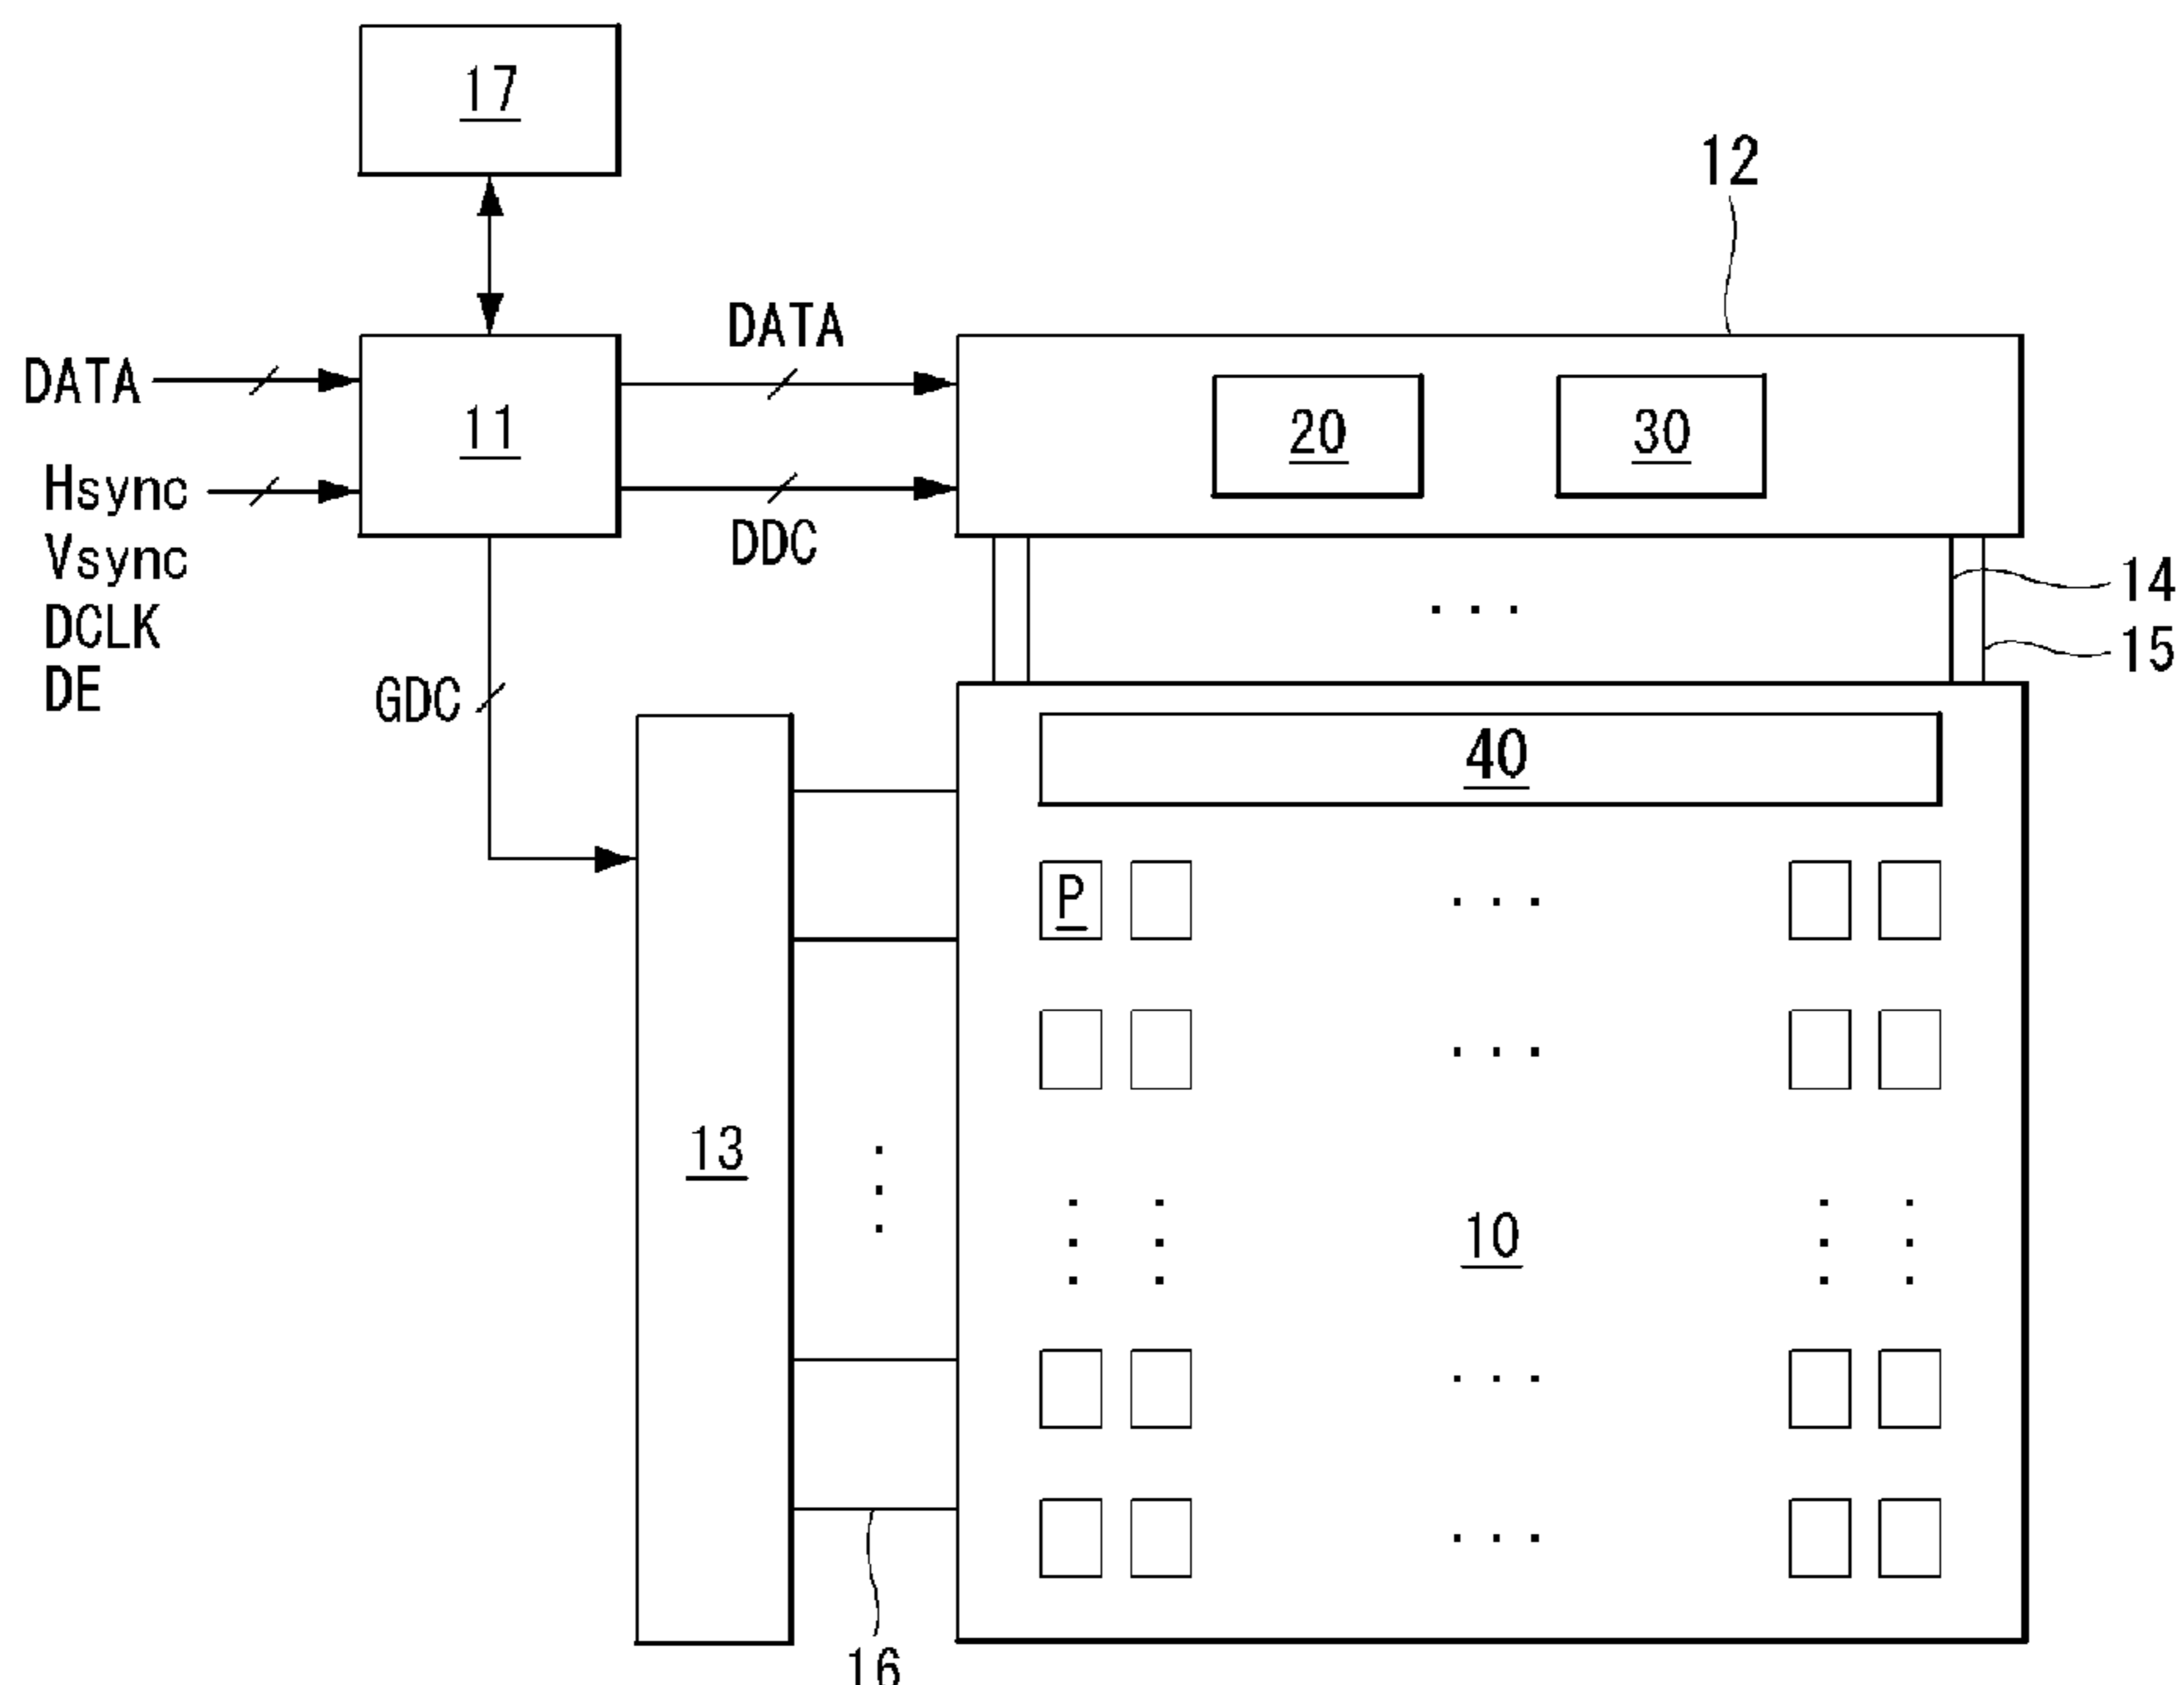 17
12
DATA
DATA
11
20
30
Hsync
Vsync
DCLK
DE
DDC
14
15
GDC
40
P
13
10
16